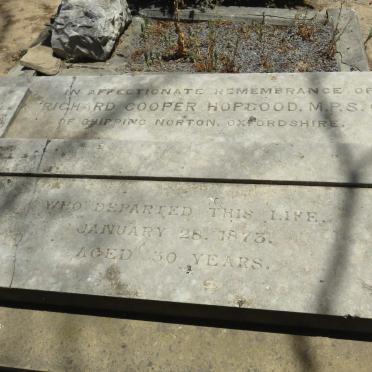 IN AFFECTIONATE REMEMBRANCE OF
RICHARD COOPER HOPGOOD. M.P.S.
OF CHIPPING NORTON, OXFORDSHIRE.
WHO DEPARTED THIS LIFE,
JANUARY 28. 1873.
AGED 30 YEARS.